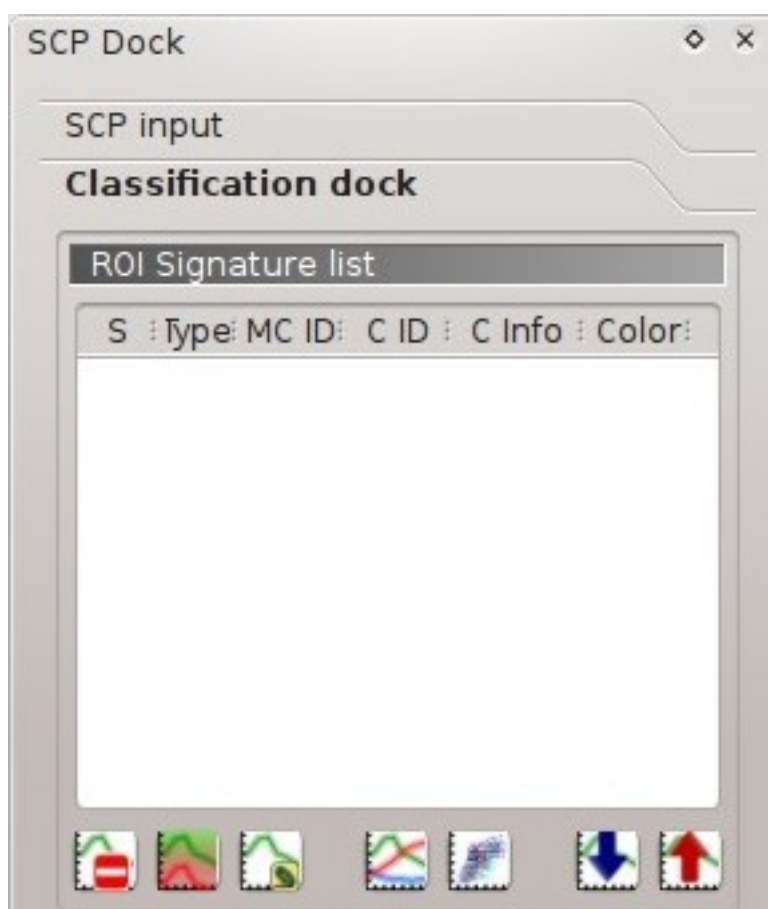 SCP Dock
SCP input
Classification dock
ROI Signature list
S Type MC ID C ID C Info Color